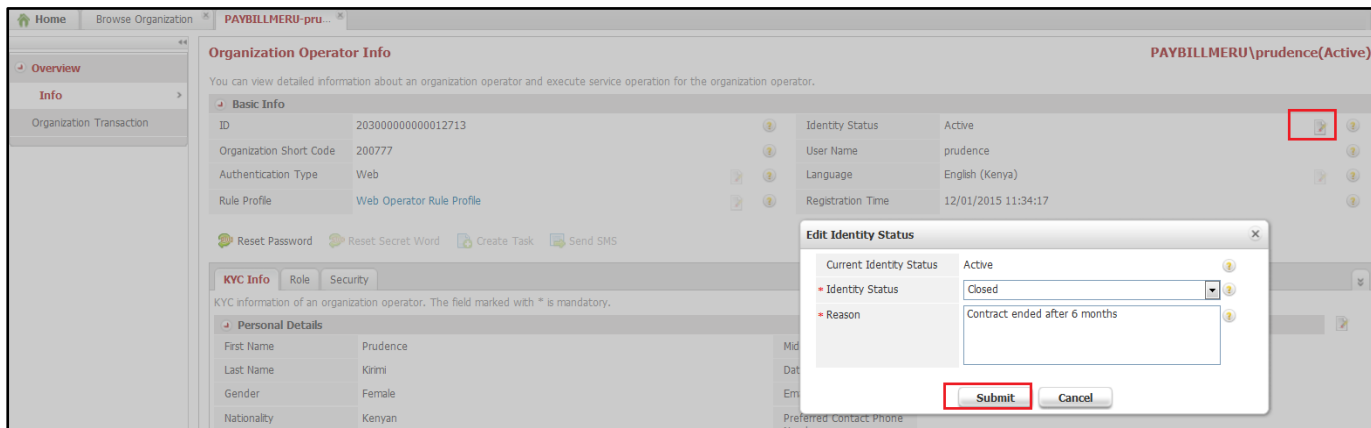 Home Browse Organization PAYBILLMERU-pru...
Overview
Info
Organization Transaction
Organization Operator Info PAYBILLMERU\prudence(Active)
You can view detailed information about an organization operator and execute service operation for the organization operator.
Basic Info
ID 203000000000012713 Identity Status Active
Organization Short Code 200777 User Name prudence
Authentication Type Web Language English (Kenya)
Rule Profile Web Operator Rule Profile Registration Time 12/01/2015 11:34:17
Reset Password Reset Secret Word Create Task Send SMS
KYC Info Role Security
KYC information of an organization operator. The field marked with * is mandatory.
Personal Details
First Name Prudence Mid
Last Name Kirimi Dat
Gender Female Em
Nationality Kenyan Preferred Contact Phone
Edit Identity Status
Current Identity Status Active
* Identity Status Closed
* Reason Contract ended after 6 months
Submit Cancel